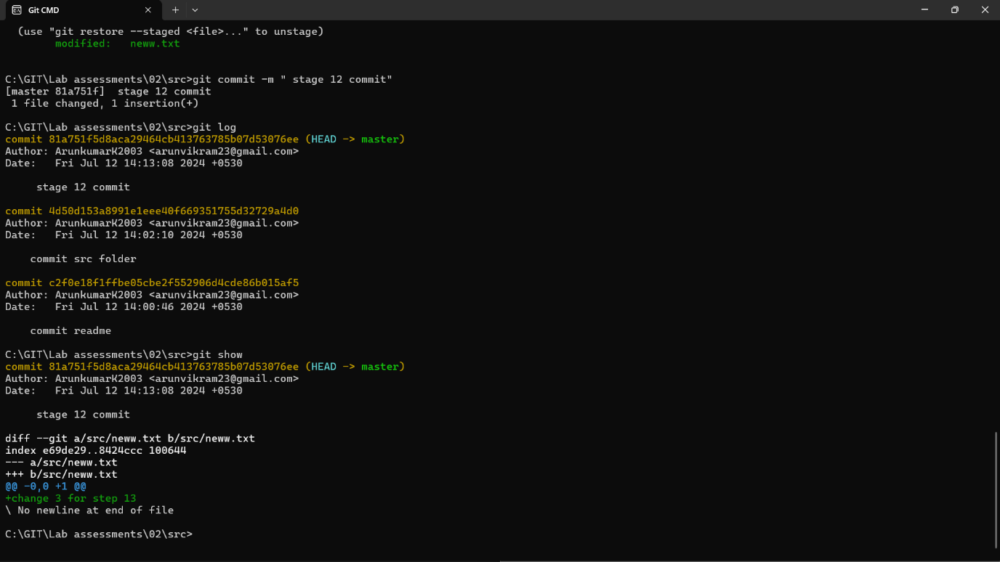 Git CMD
(use "git restore --staged <file>..." to unstage)
modified:   neww.txt
C:\GIT\Lab assessments\02\src>git commit -m " stage 12 commit"
[master 81a751f]  stage 12 commit
1 file changed, 1 insertion(+)
C:\GIT\Lab assessments\02\src>git log
commit 81a751f5d8aca29464cb413763785b07d53076ee (HEAD -> master)
Author: ArunkumarK2003 <arunvikram23@gmail.com>
Date:   Fri Jul 12 14:13:08 2024 +0530
stage 12 commit
commit 4d50d153a8991e1eee40f669351755d32729a4d0
Author: ArunkumarK2003 <arunvikram23@gmail.com>
Date:   Fri Jul 12 14:02:10 2024 +0530
commit src folder
commit c2f0e18f1ffbe05cbe2f552906d4cde86b015af5
Author: ArunkumarK2003 <arunvikram23@gmail.com>
Date:   Fri Jul 12 14:00:46 2024 +0530
commit readme
C:\GIT\Lab assessments\02\src>git show
commit 81a751f5d8aca29464cb413763785b07d53076ee (HEAD -> master)
Author: ArunkumarK2003 <arunvikram23@gmail.com>
Date:   Fri Jul 12 14:13:08 2024 +0530
stage 12 commit
diff --git a/src/neww.txt b/src/neww.txt
index e69de29..8424ccc 100644
--- a/src/neww.txt
+++ b/src/neww.txt
@@ -0,0 +1 @@
+change 3 for step 13
\ No newline at end of file
C:\GIT\Lab assessments\02\src>